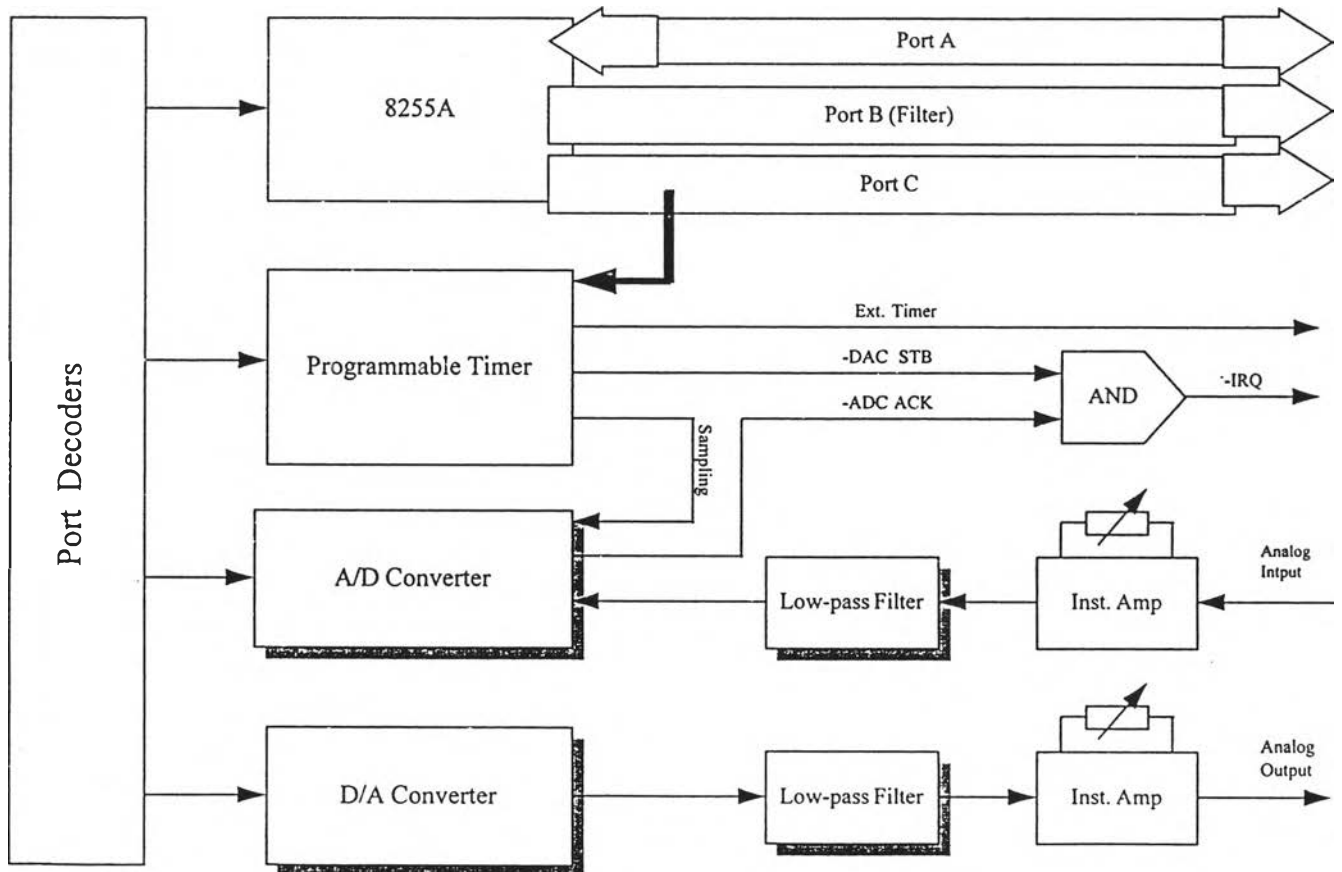 Port Decoders
8255A
Port A
Port B (Filter)
Port C
Programmable Timer
Ext. Timer
-DAC STB
-ADC ACK
AND
-IRQ
Sampling
A/D Converter
Low-pass Filter
Inst. Amp
Analog
Intput
D/A Converter
Low-pass Filter
Inst. Amp
Analog
Output